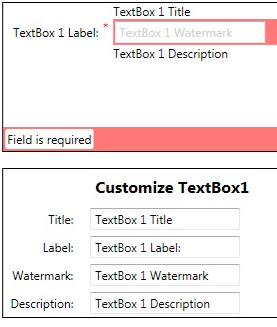 TextBox 1 Title
TextBox 1 Label: * TextBox 1 Watermark
TextBox 1 Description
Field is required
Customize TextBox1
Title: TextBox 1 Title
Label: TextBox 1 Label:
Watermark: TextBox 1 Watermark
Description: TextBox 1 Description